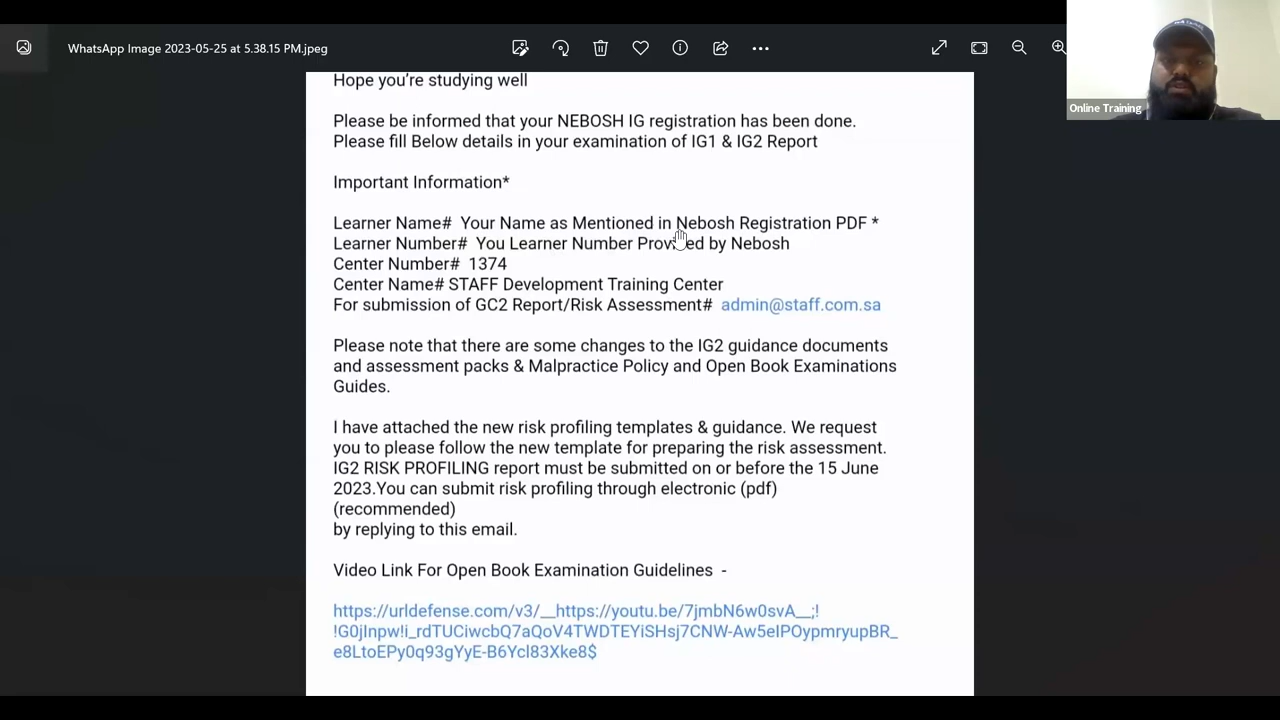 WhatsApp Image 2023-05-25 at 5.38.15 PM.jpeg
Online Training
Hope you're studying well
Please be informed that your NEBOSH IG registration has been done.
Please fill Below details in your examination of IG1 & IG2 Report
Important Information*
Learner Name#  Your Name as Mentioned in Nebosh Registration PDF *
Learner Number#  You Learner Number Provided by Nebosh
Center Number#  1374
Center Name# STAFF Development Training Center
For submission of GC2 Report/Risk Assessment#  admin@staff.com.sa
Please note that there are some changes to the IG2 guidance documents
and assessment packs & Malpractice Policy and Open Book Examinations
Guides.
I have attached the new risk profiling templates & guidance. We request
you to please follow the new template for preparing the risk assessment.
IG2 RISK PROFILING report must be submitted on or before the 15 June
2023.You can submit risk profiling through electronic (pdf)
(recommended)
by replying to this email.
Video Link For Open Book Examination Guidelines  -
https://urldefense.com/v3/__https://youtu.be/7jmbN6w0svA__;!
!G0jInpw!i_rdTUCiwcbQ7aQoV4TWDTEYiSHsj7CNW-Aw5eIPOypmryupBR_
e8LtoEPy0q93gYyE-B6Ycl83Xke8$